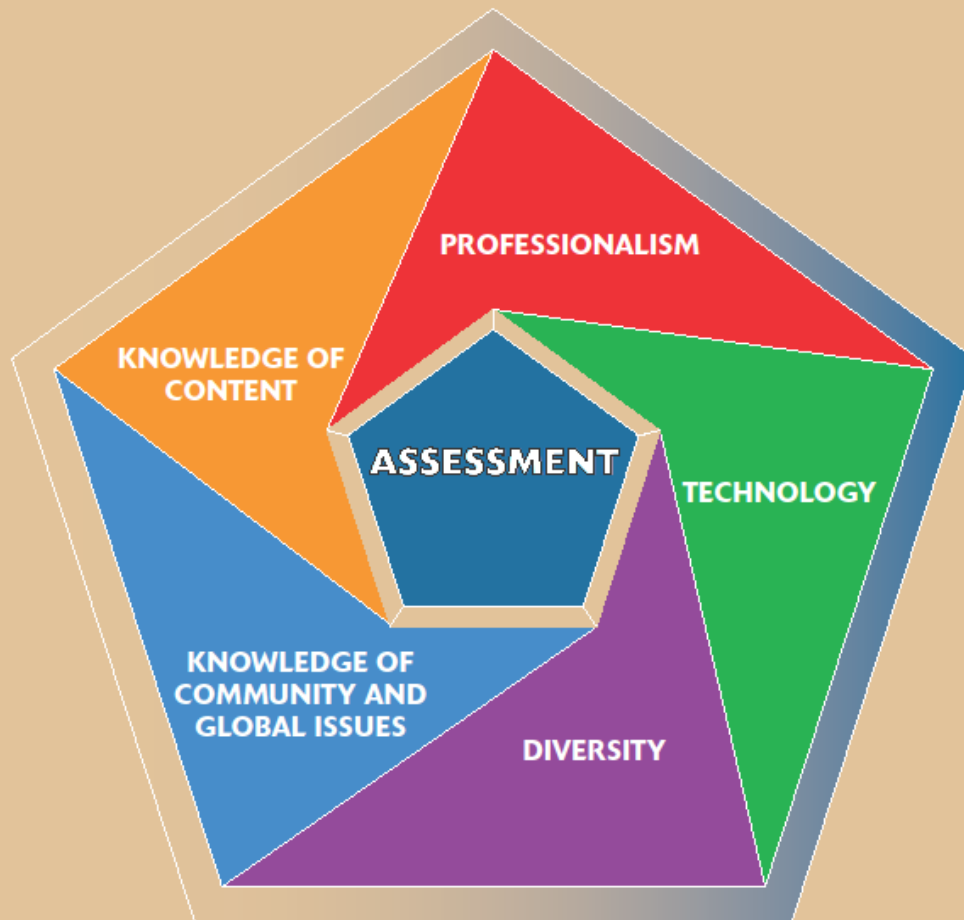 PROFESSIONALISM
KNOWLEDGE OF
CONTENT
ASSESSMENT
TECHNOLOGY
KNOWLEDGE OF
COMMUNITY AND
GLOBAL ISSUES
DIVERSITY